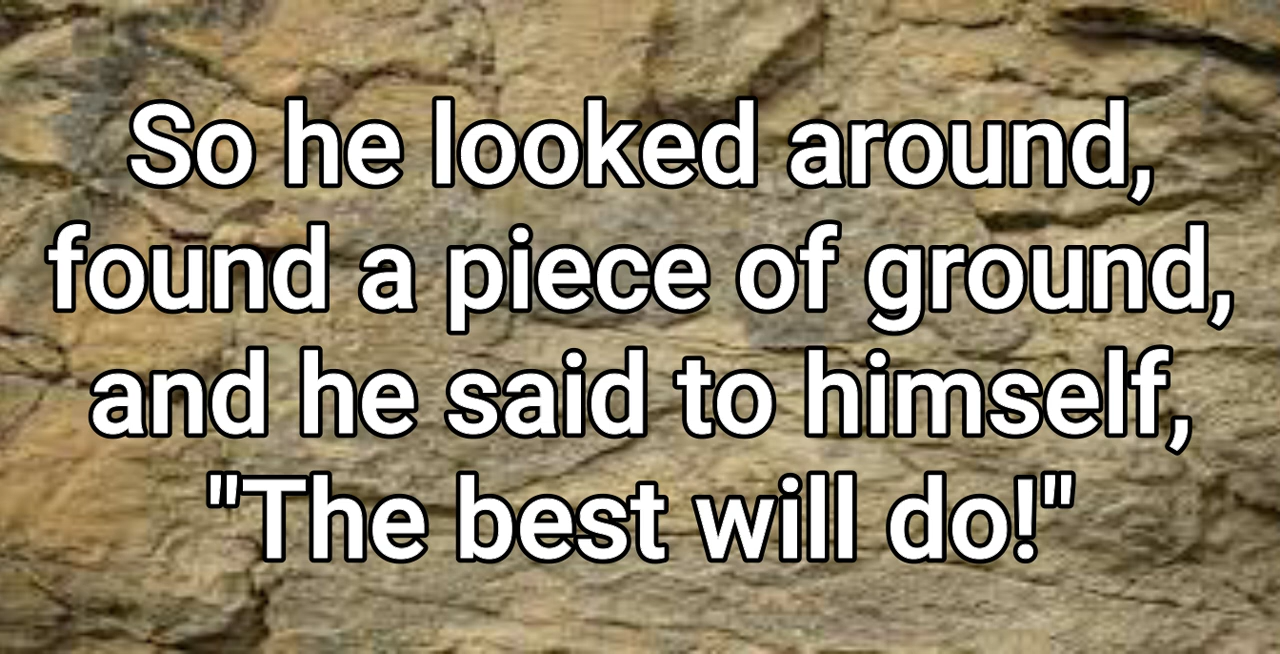 So he looked around,
found a piece of ground,
and he said to himself,
"The best will do!"